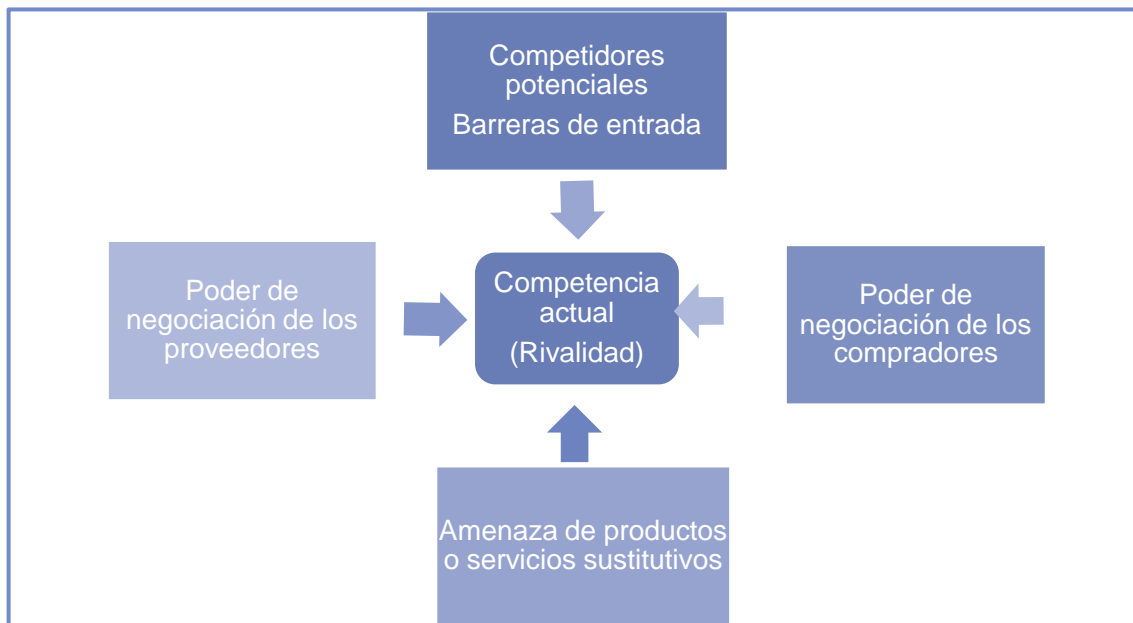 Competidores
potenciales
Barreras de entrada
Poder de
negociación de los
proveedores
Competencia
actual
(Rivalidad)
Poder de
negociación de los
compradores
Amenaza de productos
o servicios sustitutivos